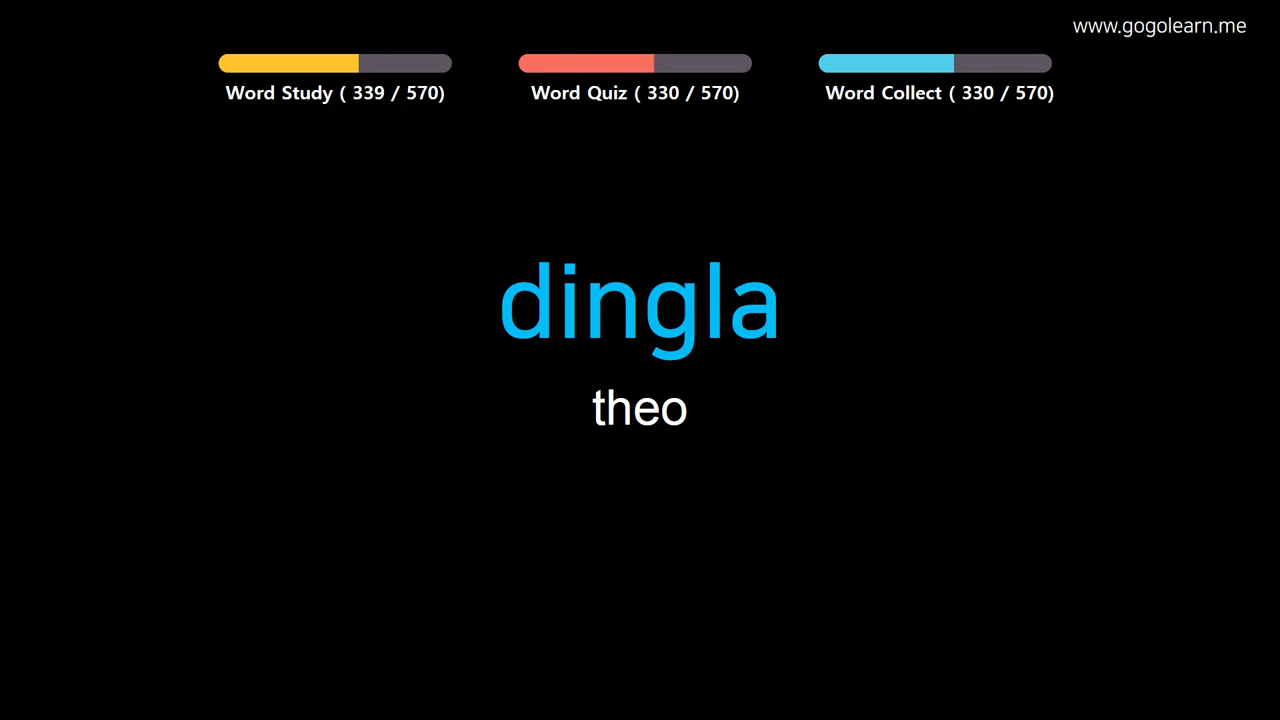 www.gogolearn.me
Word Study ( 339 / 570)
Word Quiz ( 330 / 570)
Word Collect ( 330 / 570)
dingla
theo